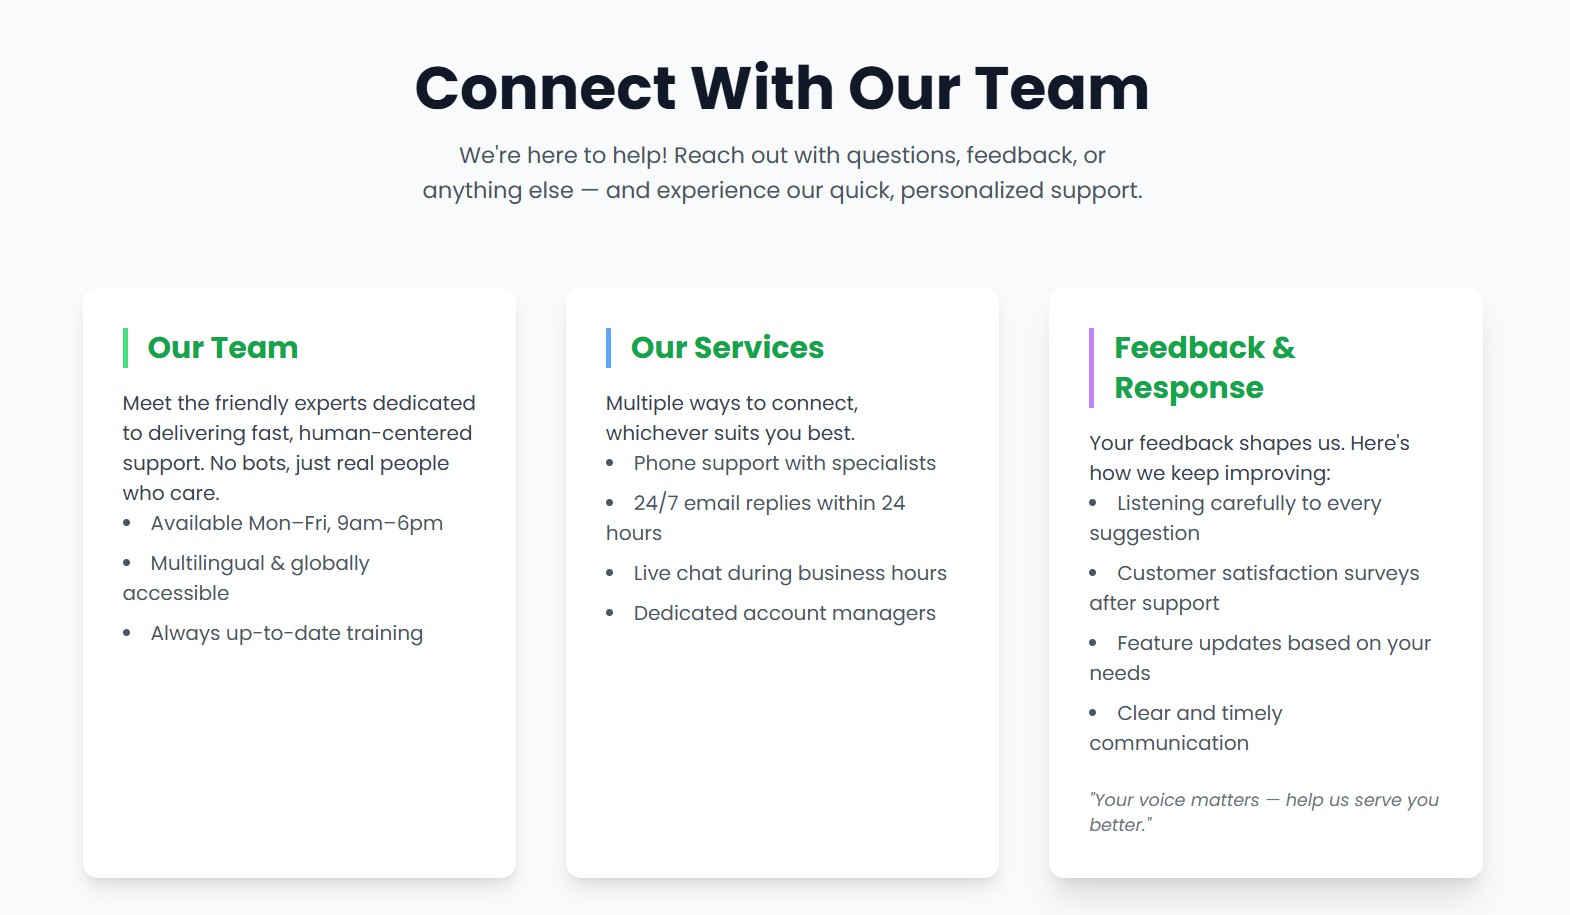 Connect With Our Team
We're here to help! Reach out with questions, feedback, or
anything else — and experience our quick, personalized support.
Our Team
Meet the friendly experts dedicated
to delivering fast, human-centered
support. No bots, just real people
who care.
• Available Mon–Fri, 9am–6pm
• Multilingual & globally
accessible
• Always up-to-date training
Our Services
Multiple ways to connect,
whichever suits you best.
• Phone support with specialists
• 24/7 email replies within 24
hours
• Live chat during business hours
• Dedicated account managers
Feedback &
Response
Your feedback shapes us. Here's
how we keep improving:
• Listening carefully to every
suggestion
• Customer satisfaction surveys
after support
• Feature updates based on your
needs
• Clear and timely
communication
"Your voice matters — help us serve you
better."